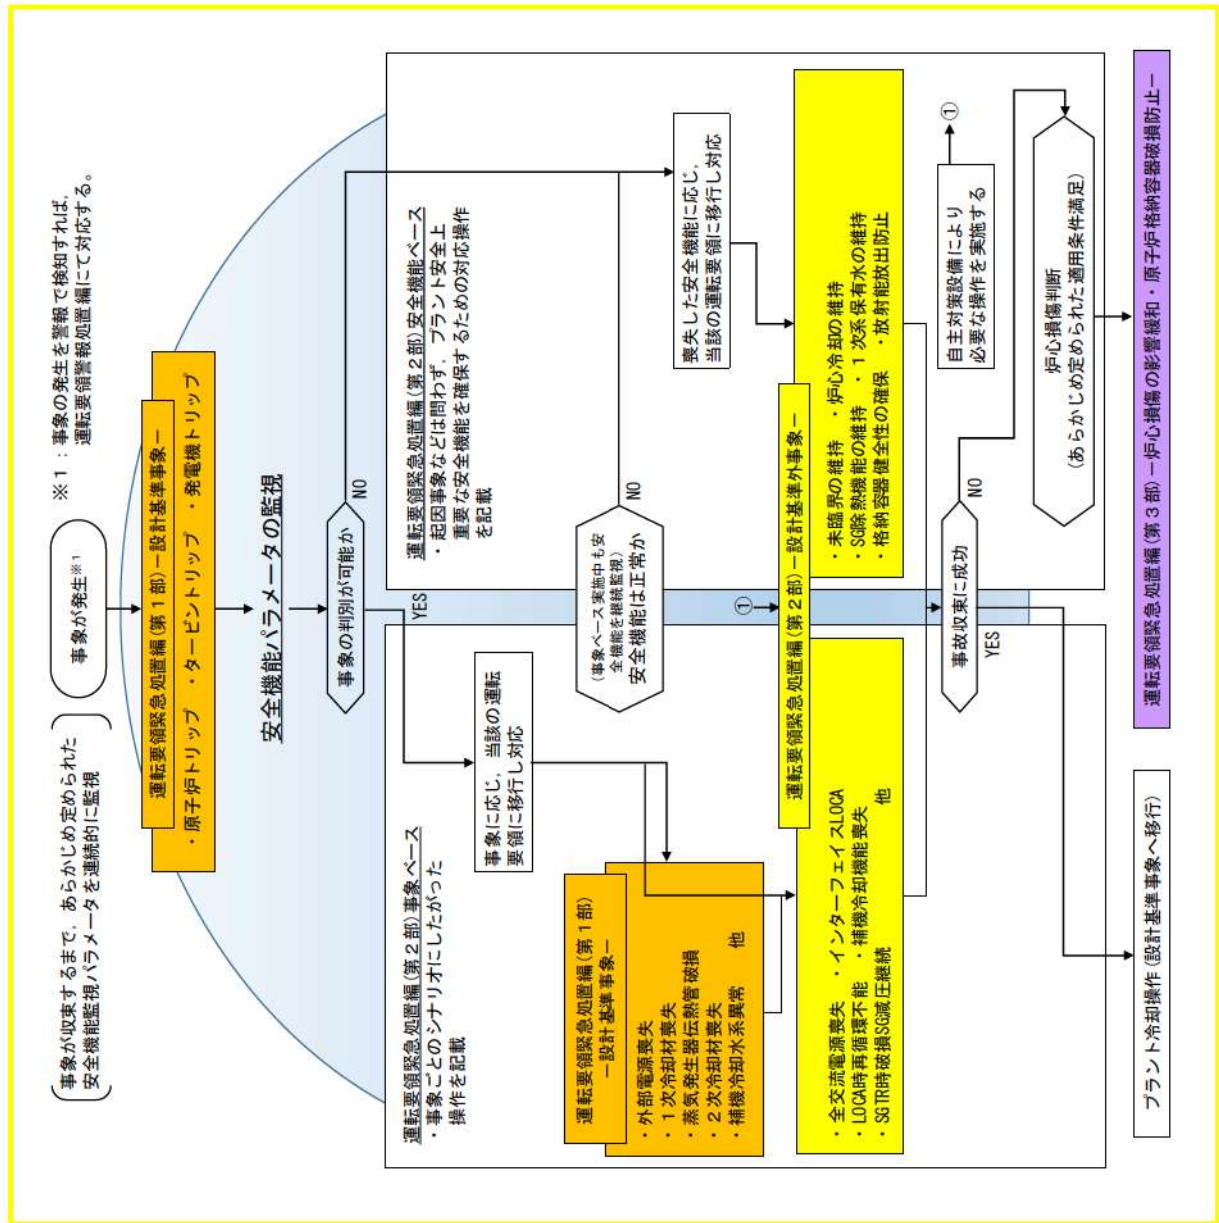 事象が収束するまで，あらかじめ定められた
安全機能監視パラメータを連続的に監視
事象が発生※１
※１：事象の発生を警報で検知すれば，
運転要領警報処置編にて対応する。
運転要領緊急処置編(第１部)－設計基準事象－
・原子炉トリップ ・タービントリップ ・発電機トリップ
安全機能パラメータの監視
事象の判別が可能か
YES
NO
運転要領緊急処置編(第２部)事象ベース
・事象ごとのシナリオにしたがった
操作を記載
運転要領緊急処置編(第２部)安全機能ベース
・起因事象などは問わず，プラント安全上
重要な安全機能を確保するための対応操作
を記載
事象に応じ，当該の運転
要領に移行し対応
(事象ベース実施中も安
全機能を継続監視)
安全機能は正常か
NO
喪失した安全機能に応じ，
当該の運転要領に移行し対応
運転要領緊急処置編(第１部)
－設計基準事象－
・外部電源喪失
・１次冷却材喪失
・蒸気発生器伝熱管破損
・２次冷却材喪失
・補機冷却水系異常 他
①
運転要領緊急処置編(第２部)－設計基準外事象－
・全交流電源喪失 ・インターフェイスLOCA
・LOCA時再循環不能 ・補機冷却機能喪失
・SGTR時破損SG減圧継続 他
・未臨界の維持 ・炉心冷却の維持
・SG除熱機能の維持 ・１次系保有水の維持
・格納容器健全性の確保 ・放射能放出防止
事故収束に成功
YES
NO
自主対策設備により
必要な操作を実施する
①
炉心損傷判断
(あらかじめ定められた適用条件満足)
プラント冷却操作(設計基準事象へ移行)
運転要領緊急処置編(第３部)－炉心損傷の影響緩和・原子炉格納容器破損防止－